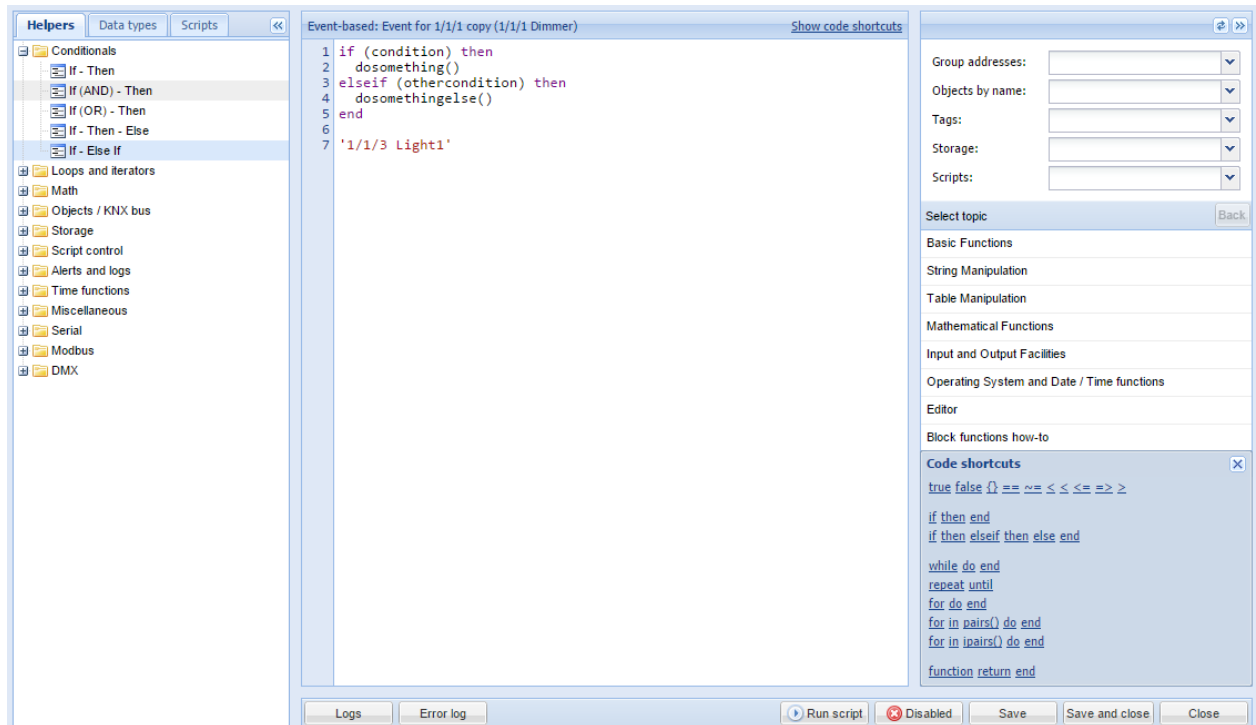 Helpers
Data types
Scripts
Conditionals
If - Then
If (AND) - Then
If (OR) - Then
If - Then - Else
If - Else If
Loops and iterators
Math
Objects / KNX bus
Storage
Script control
Alerts and logs
Time functions
Miscellaneous
Serial
Modbus
DMX
Event-based: Event for 1/1/1 copy (1/1/1 Dimmer)
Show code shortcuts
1 if (condition) then
2 dosomething()
3 elseif (othercondition) then
4 dosomethingelse()
5 end
6
7 '1/1/3 Light1'
Group addresses:
Objects by name:
Tags:
Storage:
Scripts:
Select topic
Back
Basic Functions
String Manipulation
Table Manipulation
Mathematical Functions
Input and Output Facilities
Operating System and Date / Time functions
Editor
Block functions how-to
Code shortcuts
true false {} == ~= < < <= => >
if then end
if then elseif then else end
while do end
repeat until
for do end
for in pairs() do end
for in ipairs() do end
function return end
Logs
Error log
Run script
Disabled
Save
Save and close
Close